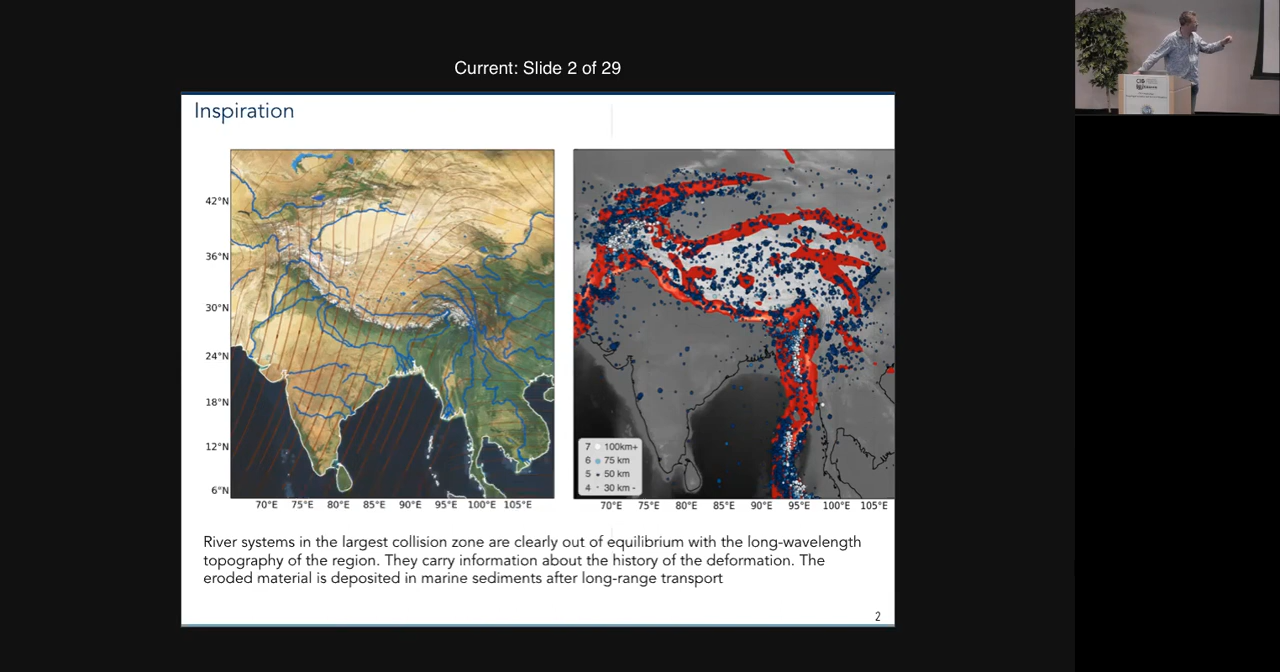 Current: Slide 2 of 29
Inspiration
42°N
36°N
30°N
24°N
18°N
12°N
6°N
70°E 75°E 80°E 85°E 90°E 95°E 100°E 105°E
7 100km+
6 75 km
5 50 km
4 30 km -
70°E 75°E 80°E 85°E 90°E 95°E 100°E 105°E
River systems in the largest collision zone are clearly out of equilibrium with the long-wavelength
topography of the region. They carry information about the history of the deformation. The
eroded material is deposited in marine sediments after long-range transport
2